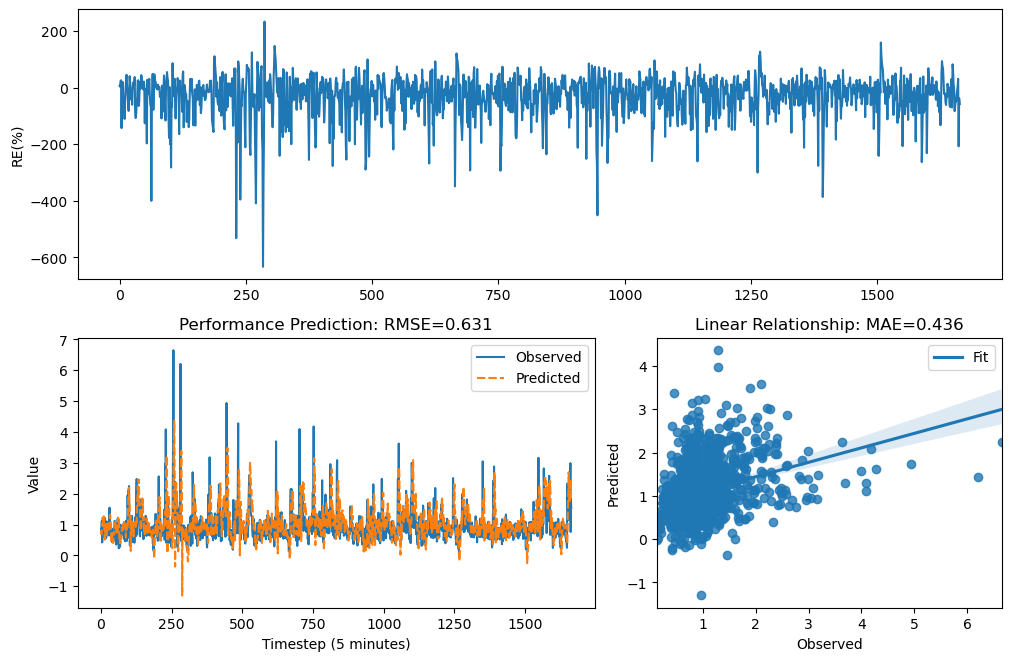 200
0
−200
−400
−600
RE(%)
0 250 500 750 1000 1250 1500
Performance Prediction: RMSE=0.631
7
6
5
4
3
2
1
0
−1
Value
Observed
Predicted
0 250 500 750 1000 1250 1500
Timestep (5 minutes)
Linear Relationship: MAE=0.436
4
3
2
1
0
−1
Predicted
Fit
1 2 3 4 5 6
Observed